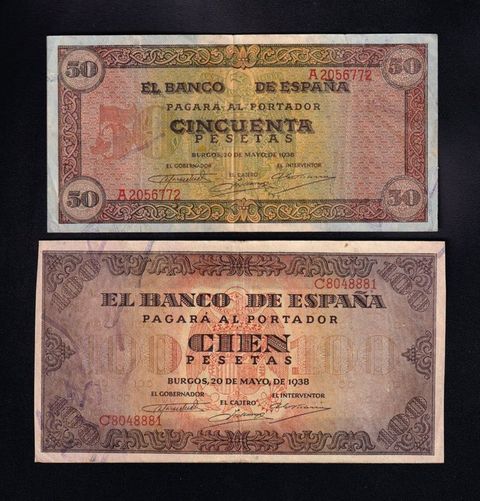 50 50
A2056772
EL BANCO DE ESPAÑA
PAGARÁ AL PORTADOR
CINCUENTA
PESETAS
BURGOS, 20 DE MAYO, DE 1938
EL GOBERNADOR EL CAJERO EL INTERVENTOR
A2056772
50 50
100 100
C8048881
EL BANCO DE ESPAÑA
PAGARÁ AL PORTADOR
100 CIEN 100
PESETAS
BURGOS, 20 DE MAYO, DE 1938
EL GOBERNADOR EL CAJERO EL INTERVENTOR
C8048881
100 100